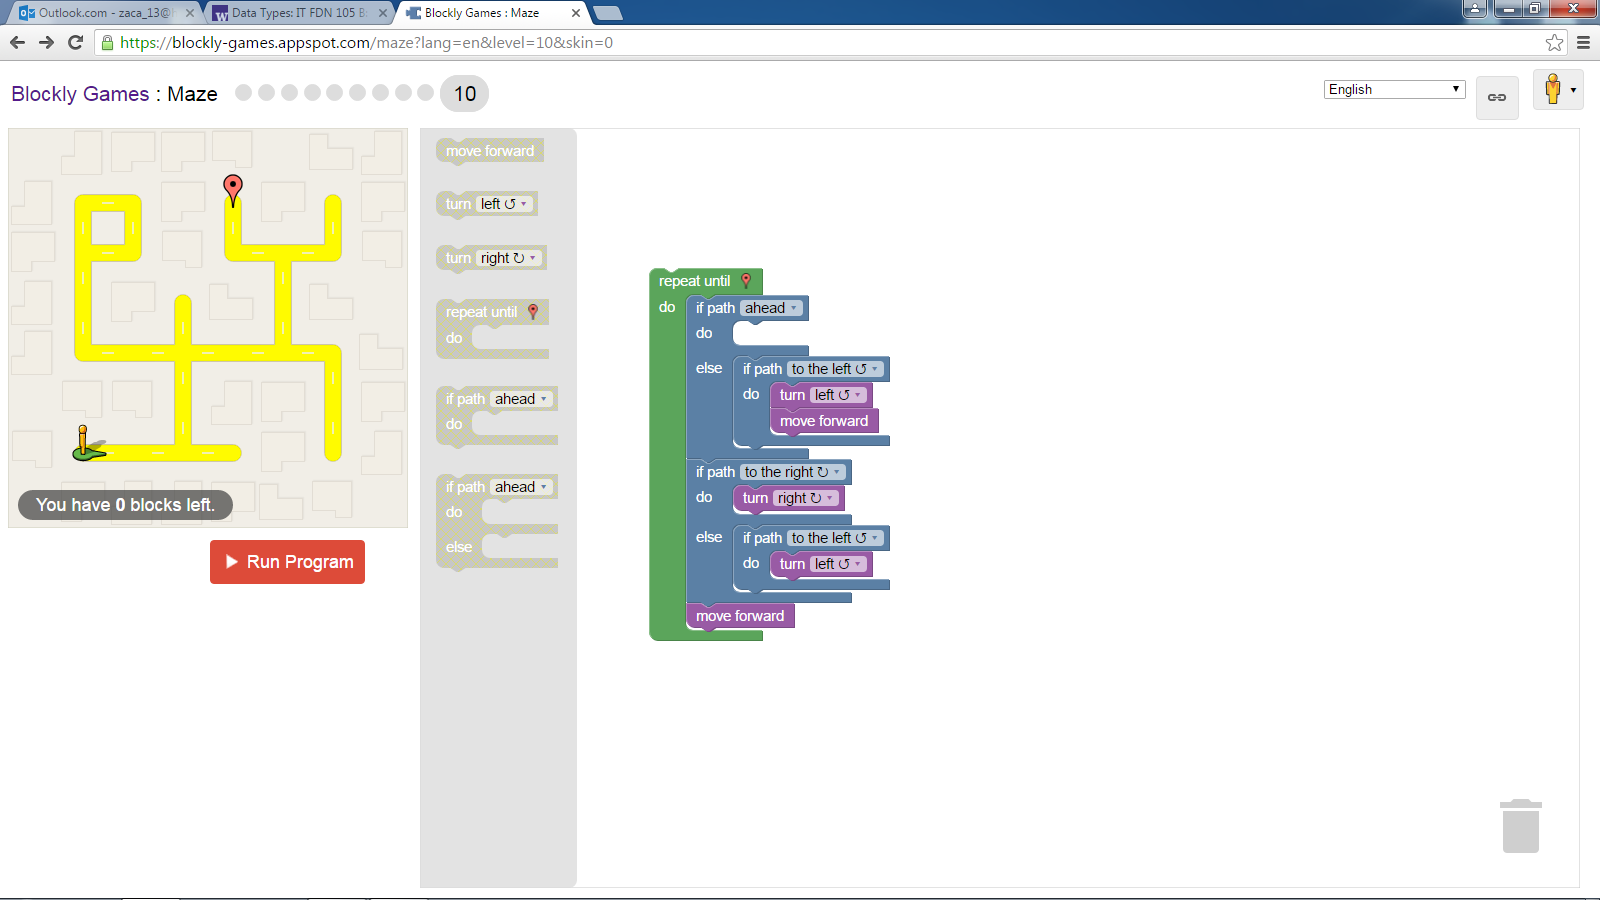 Outlook.com - zaca_13@
Data Types: IT FDN 105 B
Blockly Games : Maze
https://blockly-games.appspot.com/maze?lang=en&level=10&skin=0
Blockly Games : Maze
10
English
You have 0 blocks left.
Run Program
move forward
turn left
turn right
repeat until
do
if path ahead
do
if path ahead
do
else
repeat until
do if path ahead
do
else if path to the left
do turn left
move forward
if path to the right
do turn right
else if path to the left
do turn left
move forward